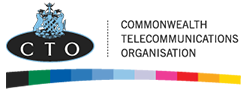 CTO
COMMONWEALTH
TELECOMMUNICATIONS
ORGANISATION